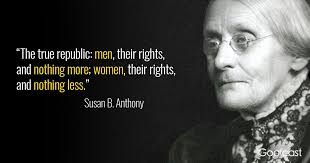 “The true republic: men, their rights,
and nothing more: women, their rights,
and nothing less.”
Susan B. Anthony
Goalcast